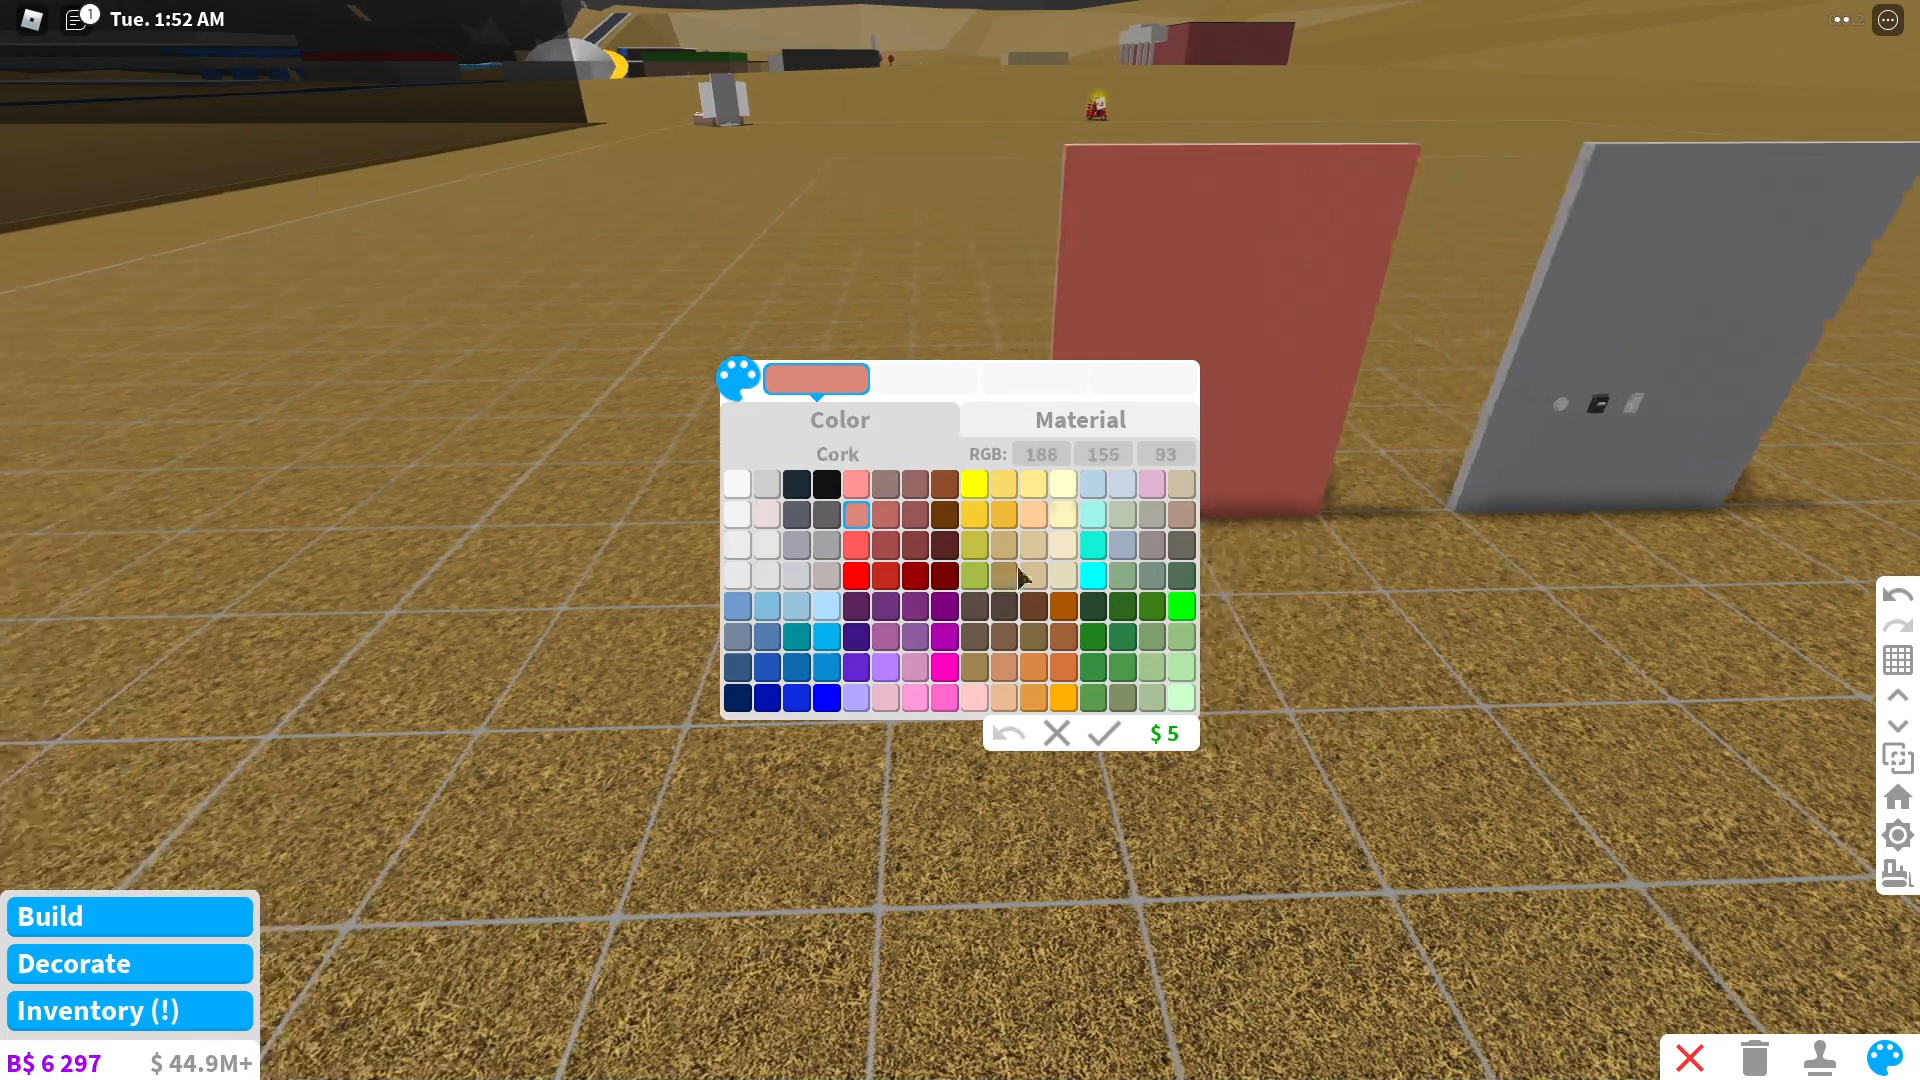 1
Tue. 1:52 AM
Color
Material
Cork
RGB: 186 155 93
$ 5
Build
Decorate
Inventory (!)
B$ 6 297
$ 44.9M+